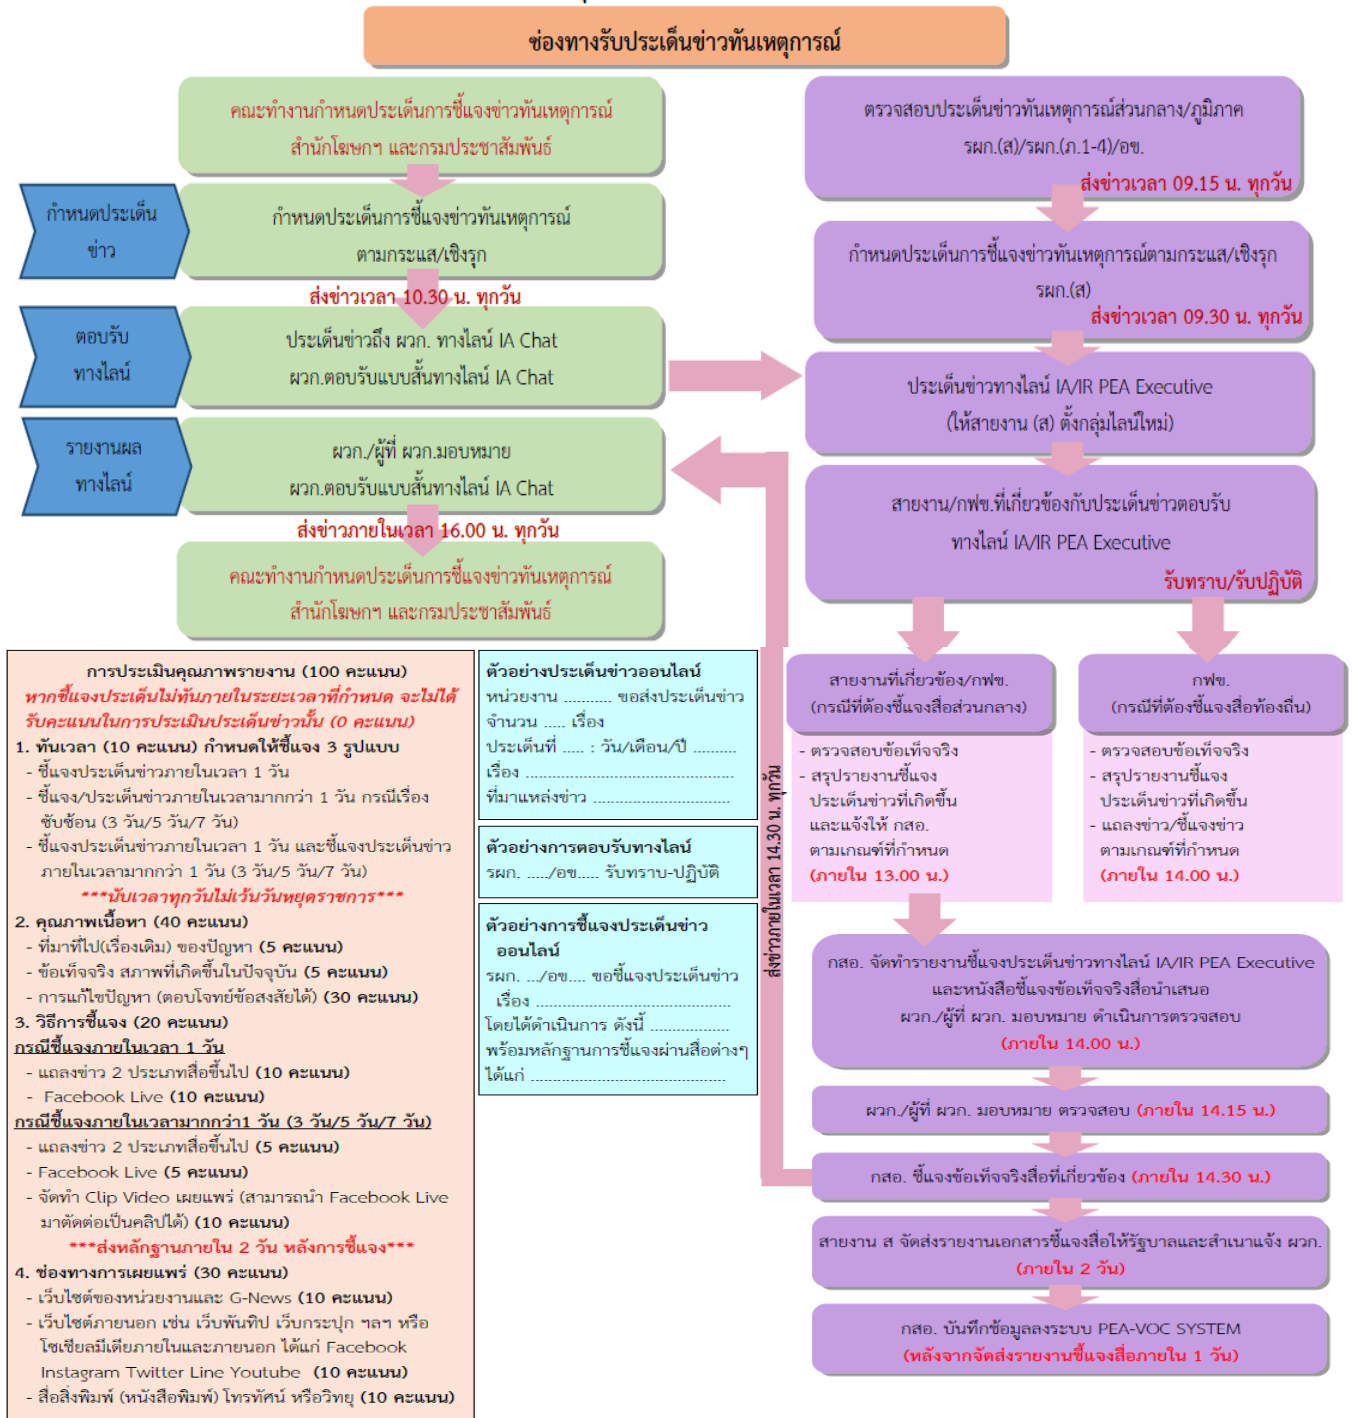 ช่องทางรับประเด็นข่าวทันเหตุการณ์
คณะทำงานกำหนดประเด็นการชี้แจงข่าวทันเหตุการณ์
สำนักโฆษกฯ และกรมประชาสัมพันธ์
กำหนดประเด็น
ข่าว
กำหนดประเด็นการชี้แจงข่าวทันเหตุการณ์
ตามกระแส/เชิงรุก
ส่งข่าวเวลา 10.30 น. ทุกวัน
ตอบรับ
ทางไลน์
ประเด็นข่าวถึง ผวก. ทางไลน์ IA Chat
ผวก.ตอบรับแบบสั้นทางไลน์ IA Chat
รายงานผล
ทางไลน์
ผวก./ผู้ที่ ผวก.มอบหมาย
ผวก.ตอบรับแบบสั้นทางไลน์ IA Chat
ส่งข่าวภายในเวลา 16.00 น. ทุกวัน
คณะทำงานกำหนดประเด็นการชี้แจงข่าวทันเหตุการณ์
สำนักโฆษกฯ และกรมประชาสัมพันธ์
ตรวจสอบประเด็นข่าวทันเหตุการณ์ส่วนกลาง/ภูมิภาค
รผก.(ส)/รผก.(ภ.1-4)/อข.
ส่งข่าวเวลา 09.15 น. ทุกวัน
กำหนดประเด็นการชี้แจงข่าวทันเหตุการณ์ตามกระแส/เชิงรุก
รผก.(ส)
ส่งข่าวเวลา 09.30 น. ทุกวัน
ประเด็นข่าวทางไลน์ IA/IR PEA Executive
(ให้สายงาน (ส) ตั้งกลุ่มไลน์ใหม่)
สายงาน/กฟข.ที่เกี่ยวข้องกับประเด็นข่าวตอบรับ
ทางไลน์ IA/IR PEA Executive
รับทราบ/รับปฏิบัติ
สายงานที่เกี่ยวข้อง/กฟข.
(กรณีที่ต้องชี้แจงสื่อส่วนกลาง)
- ตรวจสอบข้อเท็จจริง
- สรุปรายงานชี้แจง
ประเด็นข่าวที่เกิดขึ้น
และแจ้งให้ กสอ.
ตามเกณฑ์ที่กำหนด
(ภายใน 13.00 น.)
กฟข.
(กรณีที่ต้องชี้แจงสื่อท้องถิ่น)
- ตรวจสอบข้อเท็จจริง
- สรุปรายงานชี้แจง
ประเด็นข่าวที่เกิดขึ้น
- แถลงข่าว/ชี้แจงข่าว
ตามเกณฑ์ที่กำหนด
(ภายใน 14.00 น.)
กสอ. จัดทำรายงานชี้แจงประเด็นข่าวทางไลน์ IA/IR PEA Executive
และหนังสือชี้แจงข้อเท็จจริงสื่อนำเสนอ
ผวก./ผู้ที่ ผวก. มอบหมาย ดำเนินการตรวจสอบ
(ภายใน 14.00 น.)
ผวก./ผู้ที่ ผวก. มอบหมาย ตรวจสอบ (ภายใน 14.15 น.)
กสอ. ชี้แจงข้อเท็จจริงสื่อที่เกี่ยวข้อง (ภายใน 14.30 น.)
สายงาน ส จัดส่งรายงานเอกสารชี้แจงสื่อให้รัฐบาลและสำเนาแจ้ง ผวก.
(ภายใน 2 วัน)
กสอ. บันทึกข้อมูลลงระบบ PEA-VOC SYSTEM
(หลังจากจัดส่งรายงานชี้แจงสื่อภายใน 1 วัน)
ส่งข่าวภายในเวลา 14.30 น. ทุกวัน
การประเมินคุณภาพรายงาน (100 คะแนน)
หากชี้แจงประเด็นไม่ทันภายในระยะเวลาที่กำหนด จะไม่ได้
รับคะแนนในการประเมินประเด็นข่าวนั้น (0 คะแนน)
1. ทันเวลา (10 คะแนน) กำหนดให้ชี้แจง 3 รูปแบบ
- ชี้แจงประเด็นข่าวภายในเวลา 1 วัน
- ชี้แจง/ประเด็นข่าวภายในเวลามากกว่า 1 วัน กรณีเรื่อง
ซับซ้อน (3 วัน/5 วัน/7 วัน)
- ชี้แจงประเด็นข่าวภายในเวลา 1 วัน และชี้แจงประเด็นข่าว
ภายในเวลามากกว่า 1 วัน (3 วัน/5 วัน/7 วัน)
***นับเวลาทุกวันไม่เว้นวันหยุดราชการ***
2. คุณภาพเนื้อหา (40 คะแนน)
- ที่มาที่ไป(เรื่องเดิม) ของปัญหา (5 คะแนน)
- ข้อเท็จจริง สภาพที่เกิดขึ้นในปัจจุบัน (5 คะแนน)
- การแก้ไขปัญหา (ตอบโจทย์ข้อสงสัยได้) (30 คะแนน)
3. วิธีการชี้แจง (20 คะแนน)
กรณีชี้แจงภายในเวลา 1 วัน
- แถลงข่าว 2 ประเภทสื่อขึ้นไป (10 คะแนน)
- Facebook Live (10 คะแนน)
กรณีชี้แจงภายในเวลามากกว่า1 วัน (3 วัน/5 วัน/7 วัน)
- แถลงข่าว 2 ประเภทสื่อขึ้นไป (5 คะแนน)
- Facebook Live (5 คะแนน)
- จัดทำ Clip Video เผยแพร่ (สามารถนำ Facebook Live
มาตัดต่อเป็นคลิปได้) (10 คะแนน)
***ส่งหลักฐานภายใน 2 วัน หลังการชี้แจง***
4. ช่องทางการเผยแพร่ (30 คะแนน)
- เว็บไซต์ของหน่วยงานและ G-News (10 คะแนน)
- เว็บไซต์ภายนอก เช่น เว็บพันทิป เว็บกระปุก ฯลฯ หรือ
โซเชียลมีเดียภายในและภายนอก ได้แก่ Facebook
Instagram Twitter Line Youtube (10 คะแนน)
- สื่อสิ่งพิมพ์ (หนังสือพิมพ์) โทรทัศน์ หรือวิทยุ (10 คะแนน)
ตัวอย่างประเด็นข่าวออนไลน์
หน่วยงาน ........... ขอส่งประเด็นข่าว
จำนวน ..... เรื่อง
ประเด็นที่ ..... : วัน/เดือน/ปี ..........
เรื่อง ................................................
ที่มาแหล่งข่าว ................................
ตัวอย่างการตอบรับทางไลน์
รผก. ...../อข..... รับทราบ-ปฏิบัติ
ตัวอย่างการชี้แจงประเด็นข่าว
ออนไลน์
รผก. .../อข.... ขอชี้แจงประเด็นข่าว
เรื่อง .............................................
โดยได้ดำเนินการ ดังนี้ ..................
พร้อมหลักฐานการชี้แจงผ่านสื่อต่างๆ
ได้แก่ .............................................